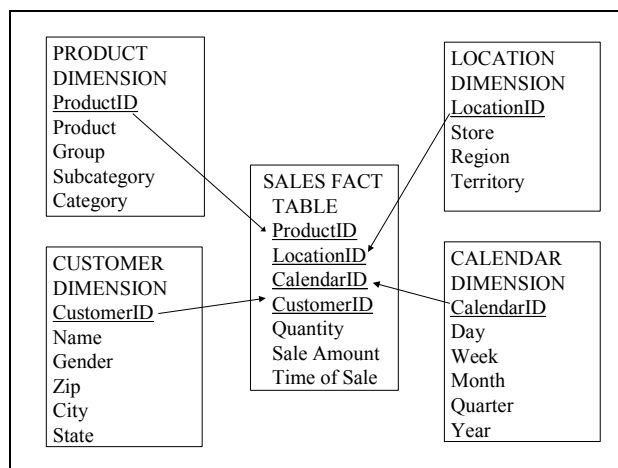 PRODUCT
DIMENSION
ProductID
Product
Group
Subcategory
Category
LOCATION
DIMENSION
LocationID
Store
Region
Territory
SALES FACT
TABLE
ProductID
LocationID
CalendarID
CustomerID
Quantity
Sale Amount
Time of Sale
CUSTOMER
DIMENSION
CustomerID
Name
Gender
Zip
City
State
CALENDAR
DIMENSION
CalendarID
Day
Week
Month
Quarter
Year